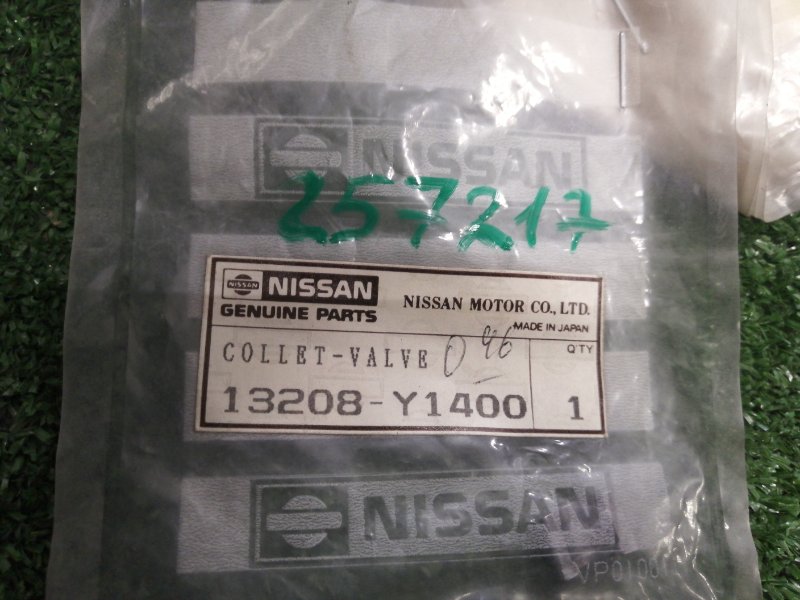 NISSAN
257217
NISSAN NISSAN NISSAN MOTOR CO., LTD.
GENUINE PARTS MADE IN JAPAN
COLLET-VALVE QTY
13208-Y1400 1
NISSAN